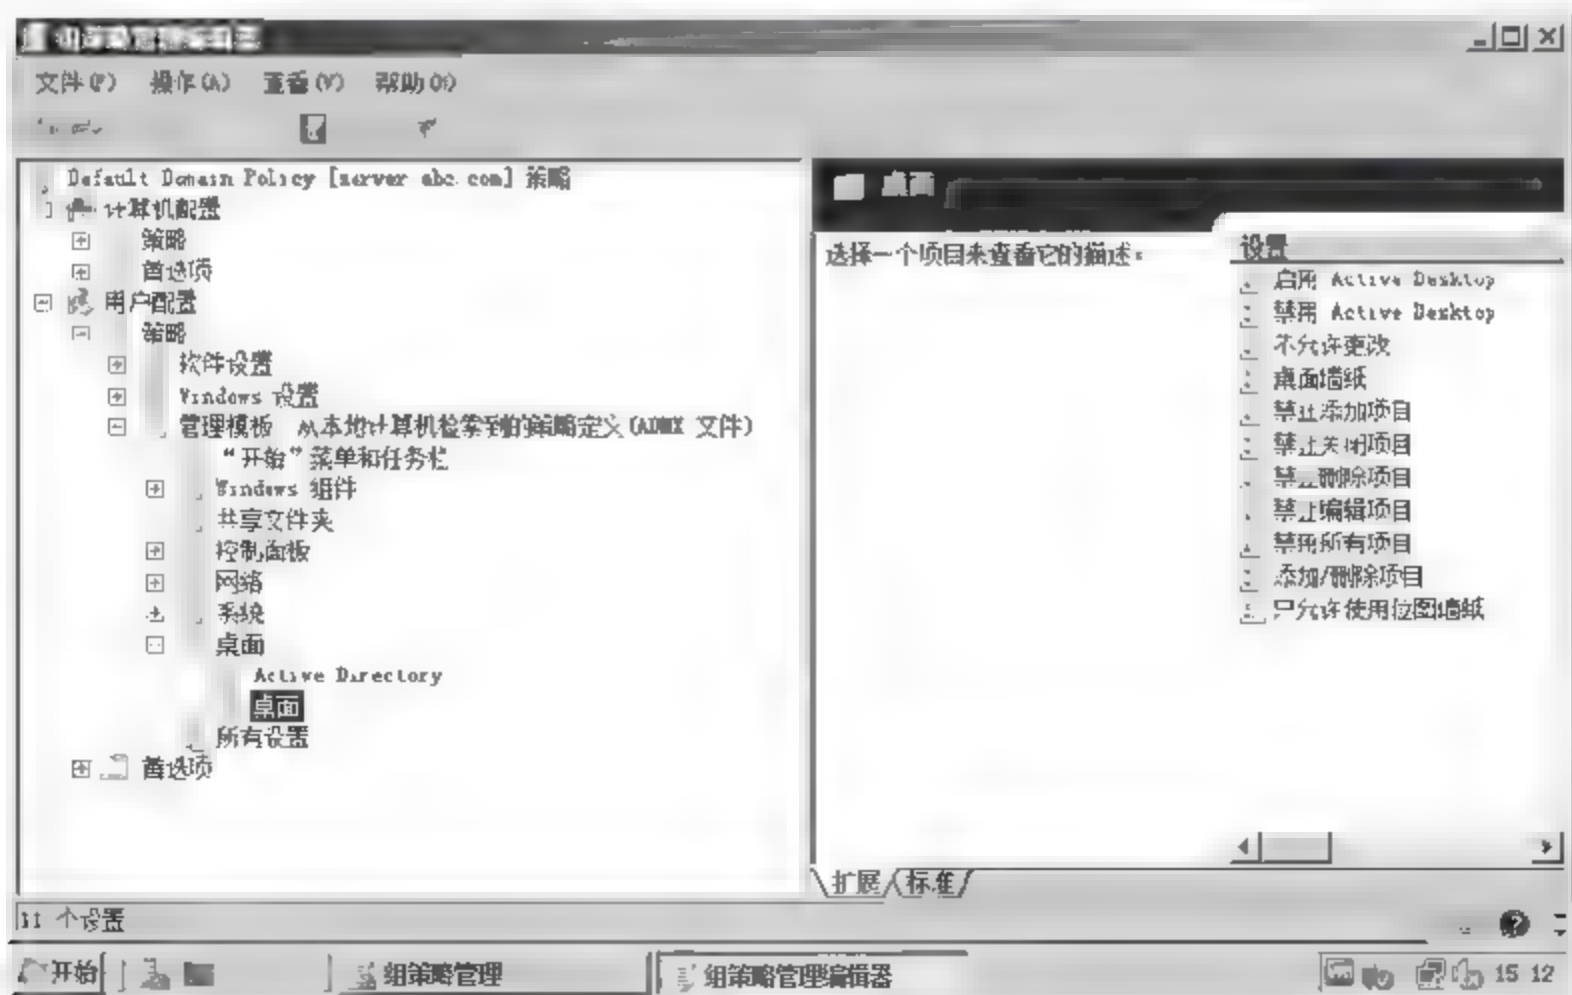 组策略管理编辑器
文件(F) 操作(A) 查看(V) 帮助(H)
Default Domain Policy [server abc.com] 策略
计算机配置
策略
首选项
用户配置
策略
软件设置
Windows 设置
管理模板 从本地计算机检索到的策略定义(ADMX 文件)
“开始”菜单和任务栏
Windows 组件
共享文件夹
控制面板
网络
系统
桌面
Active Directory
桌面
所有设置
首选项
桌面
选择一个项目来查看它的描述。
设置
启用 Active Desktop
禁用 Active Desktop
不允许更改
桌面墙纸
禁止添加项目
禁止关闭项目
禁止删除项目
禁止编辑项目
禁用所有项目
添加/删除项目
只允许使用位图墙纸
扩展 标准
11 个设置
开始 组策略管理 组策略管理编辑器 15 12